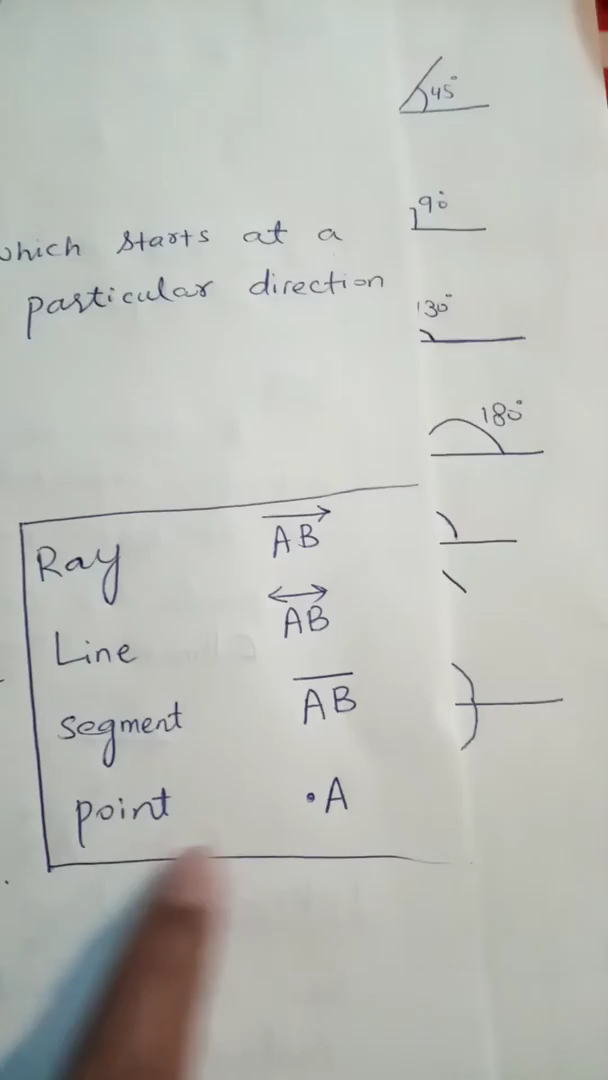 45°
90
which starts at a
particular direction
130°
180°
Ray AB
Line AB
segment AB
point .A